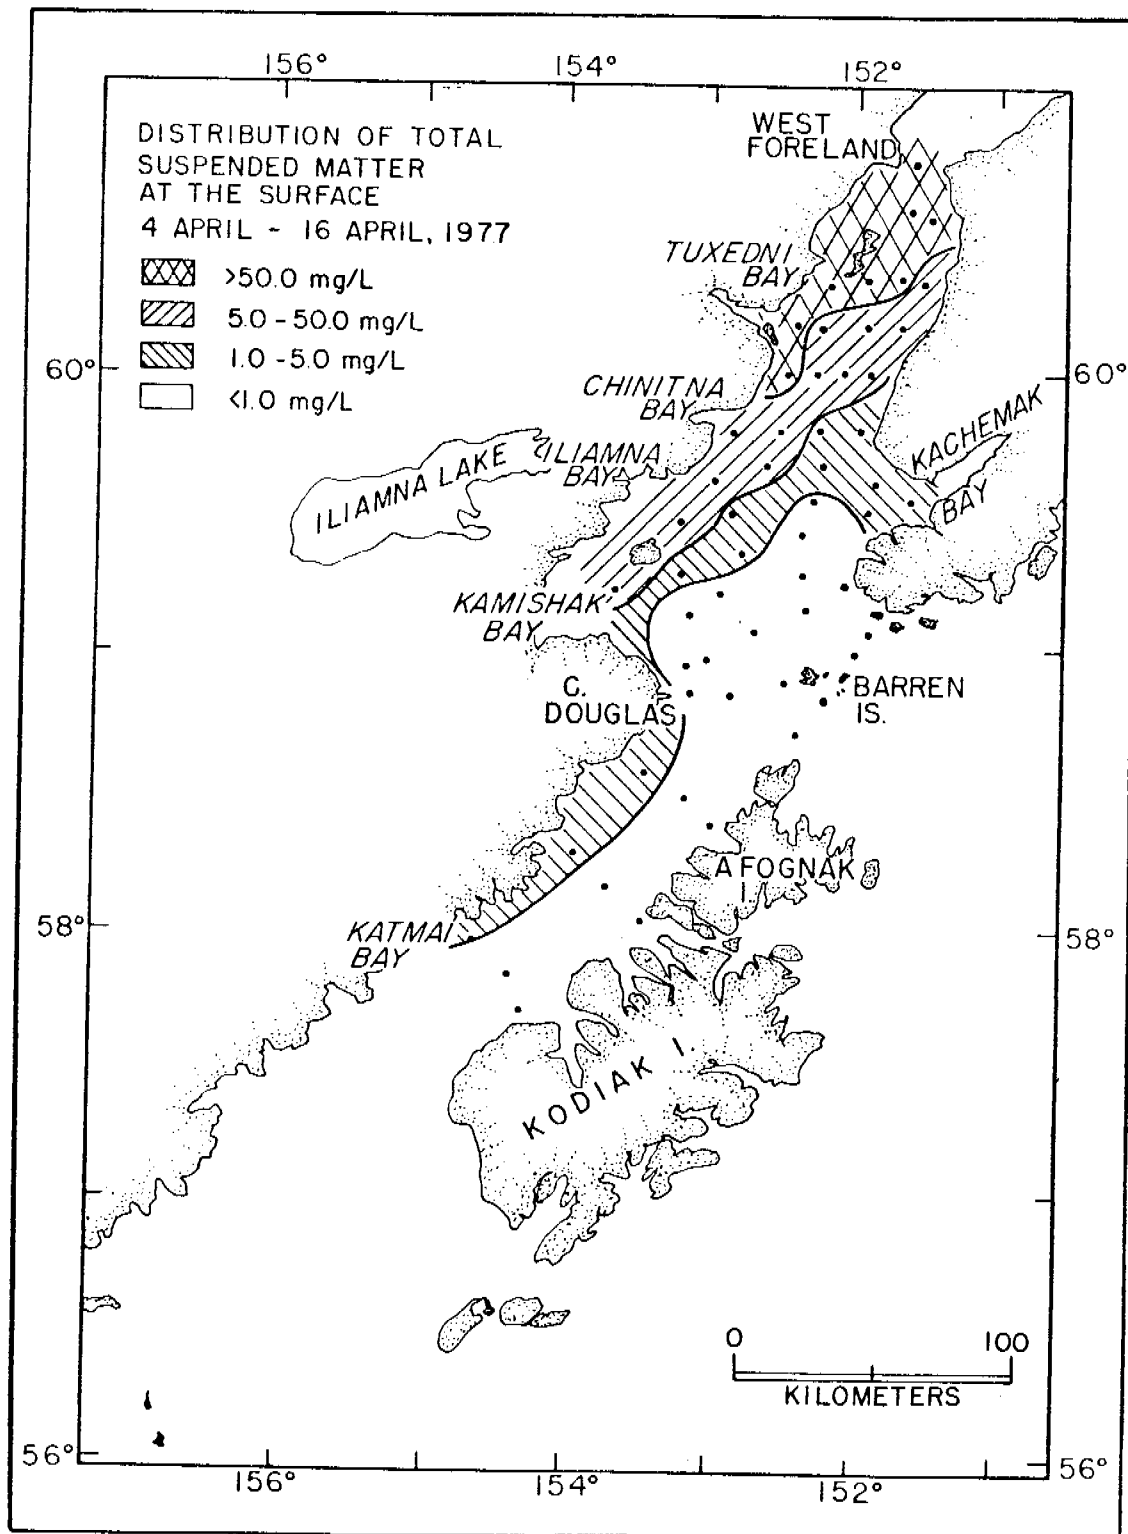 156°
154°
152°
DISTRIBUTION OF TOTAL
SUSPENDED MATTER
AT THE SURFACE
4 APRIL - 16 APRIL, 1977
>50.0 mg/L
5.0-50.0 mg/L
1.0-5.0 mg/L
<1.0 mg/L
WEST
FORELAND
TUXEDNI
BAY
60°
60°
CHINITNA
BAY
KACHEMAK
BAY
ILIAMNA LAKE
ILIAMNA
BAY
KAMISHAK
BAY
C.
DOUGLAS
BARREN
IS.
AFOGNAK
I.
58°
58°
KATMAI
BAY
KODIAK I.
0
100
KILOMETERS
56°
56°
156°
154°
152°